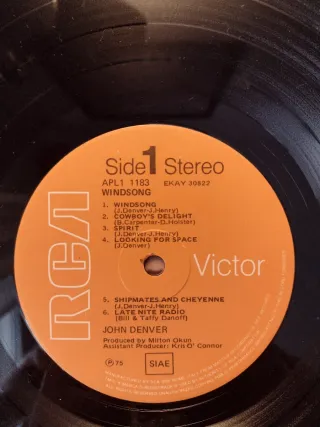 Side 1 Stereo
APL1 1183 EKAY 30822
WINDSONG
1. WINDSONG
(J.Denver-J.Henry)
2. COWBOY'S DELIGHT
(B.Carpenter-D.Holster)
3. SPIRIT
(J.Denver-J.Henry)
4. LOOKING FOR SPACE
(J.Denver)
RCA Victor
5. SHIPMATES AND CHEYENNE
(J.Denver-J.Henry)
6. LATE NITE RADIO
(Bill & Taffy Danoff)
JOHN DENVER
Produced by Milton Okun
Assistant Producer: Kris O' Connor
℗ 75 SIAE